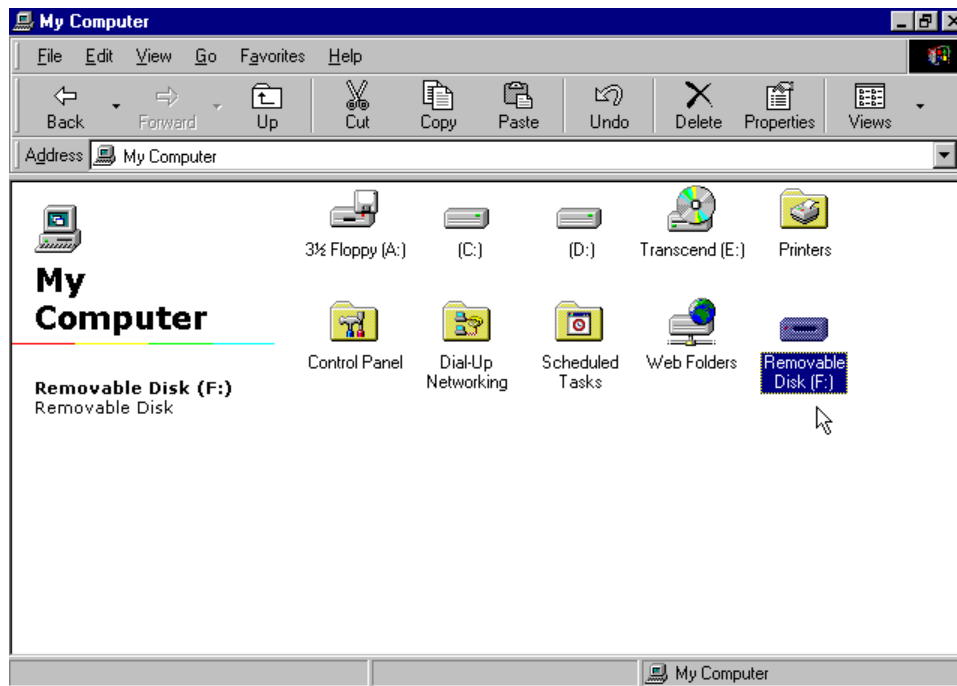 My Computer
File Edit View Go Favorites Help
Back Forward Up Cut Copy Paste Undo Delete Properties Views
Address My Computer
My
Computer
Removable Disk (F:)
Removable Disk
3½ Floppy (A:) (C:) (D:) Transcend (E:) Printers
Control Panel Dial-Up Networking Scheduled Tasks Web Folders Removable Disk (F:)
My Computer